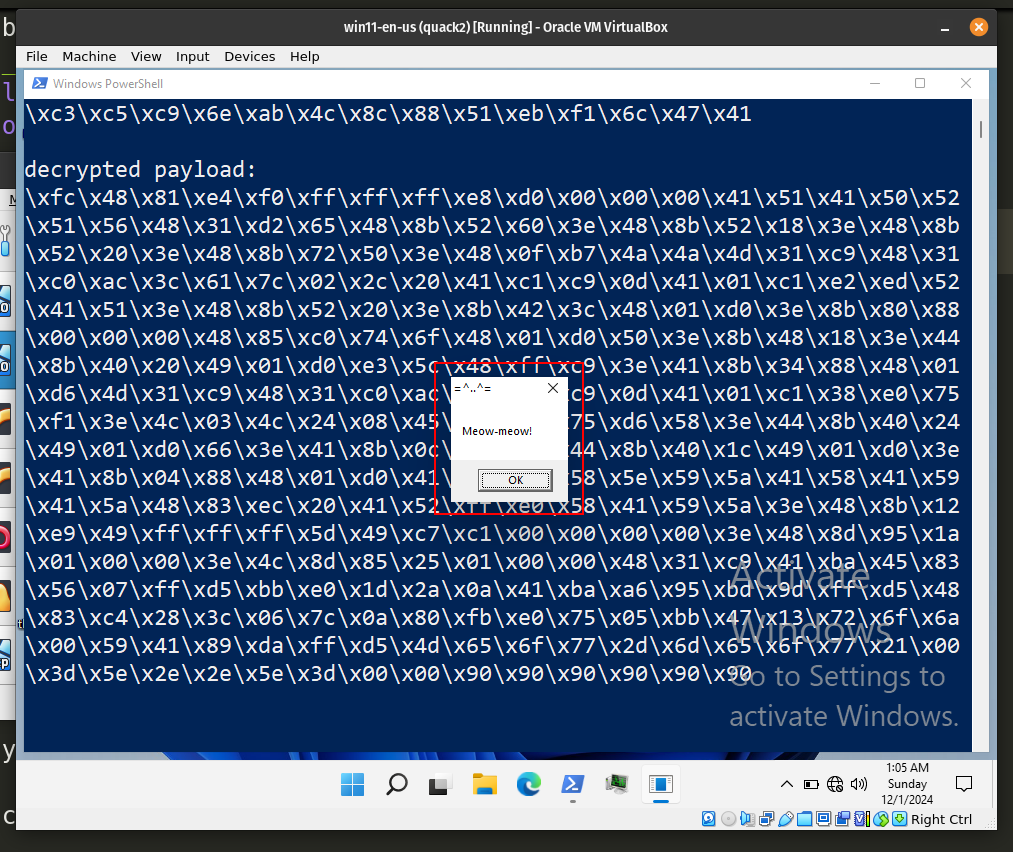 win11-en-us (quack2) [Running] - Oracle VM VirtualBox
File Machine View Input Devices Help
Windows PowerShell
\xc3\xc5\xc9\x6e\xab\x4c\x8c\x88\x51\xeb\xf1\x6c\x47\x41
decrypted payload:
\xfc\x48\x81\xe4\xf0\xff\xff\xff\xe8\xd0\x00\x00\x00\x41\x51\x41\x50\x52
\x51\x56\x48\x31\xd2\x65\x48\x8b\x52\x60\x3e\x48\x8b\x52\x18\x3e\x48\x8b
\x52\x20\x3e\x48\x8b\x72\x50\x3e\x48\x0f\xb7\x4a\x4a\x4d\x31\xc9\x48\x31
\xc0\xac\x3c\x61\x7c\x02\x2c\x20\x41\xc1\xc9\x0d\x41\x01\xc1\xe2\xed\x52
\x41\x51\x3e\x48\x8b\x52\x20\x3e\x8b\x42\x3c\x48\x01\xd0\x3e\x8b\x80\x88
\x00\x00\x00\x48\x85\xc0\x74\x6f\x48\x01\xd0\x50\x3e\x8b\x48\x18\x3e\x44
\x8b\x40\x20\x49\x01\xd0\xe3\x5c\x48\xff\xc9\x3e\x41\x8b\x34\x88\x48\x01
\xd6\x4d\x31\xc9\x48\x31\xc0\xac xc9\x0d\x41\x01\xc1\x38\xe0\x75
\xf1\x3e\x4c\x03\x4c\x24\x08\x45 x75\xd6\x58\x3e\x44\x8b\x40\x24
\x49\x01\xd0\x66\x3e\x41\x8b\x0c x44\x8b\x40\x1c\x49\x01\xd0\x3e
\x41\x8b\x04\x88\x48\x01\xd0\x41 x58\x5e\x59\x5a\x41\x58\x41\x59
\x41\x5a\x48\x83\xec\x20\x41\x52\xff\xe0\x58\x41\x59\x5a\x3e\x48\x8b\x12
\xe9\x49\xff\xff\xff\x5d\x49\xc7\xc1\x00\x00\x00\x00\x3e\x48\x8d\x95\x1a
\x01\x00\x00\x3e\x4c\x8d\x85\x25\x01\x00\x00\x48\x31\xc9\x41\xba\x45\x83
\x56\x07\xff\xd5\xbb\xe0\x1d\x2a\x0a\x41\xba\xa6\x95\xbd\x9d\xff\xd5\x48
\x83\xc4\x28\x3c\x06\x7c\x0a\x80\xfb\xe0\x75\x05\xbb\x47\x13\x72\x6f\x6a
\x00\x59\x41\x89\xda\xff\xd5\x4d\x65\x6f\x77\x2d\x6d\x65\x6f\x77\x21\x00
\x3d\x5e\x2e\x2e\x5e\x3d\x00\x00\x90\x90\x90\x90\x90\x90
=^..^=
Meow-meow!
OK
Activate
Windows
Go to Settings to
activate Windows.
1:05 AM
Sunday
12/1/2024
Right Ctrl